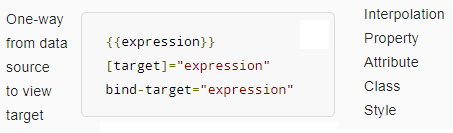 One-way
from data
source
to view
target
{{expression}}
[target]="expression"
bind-target="expression"
Interpolation
Property
Attribute
Class
Style